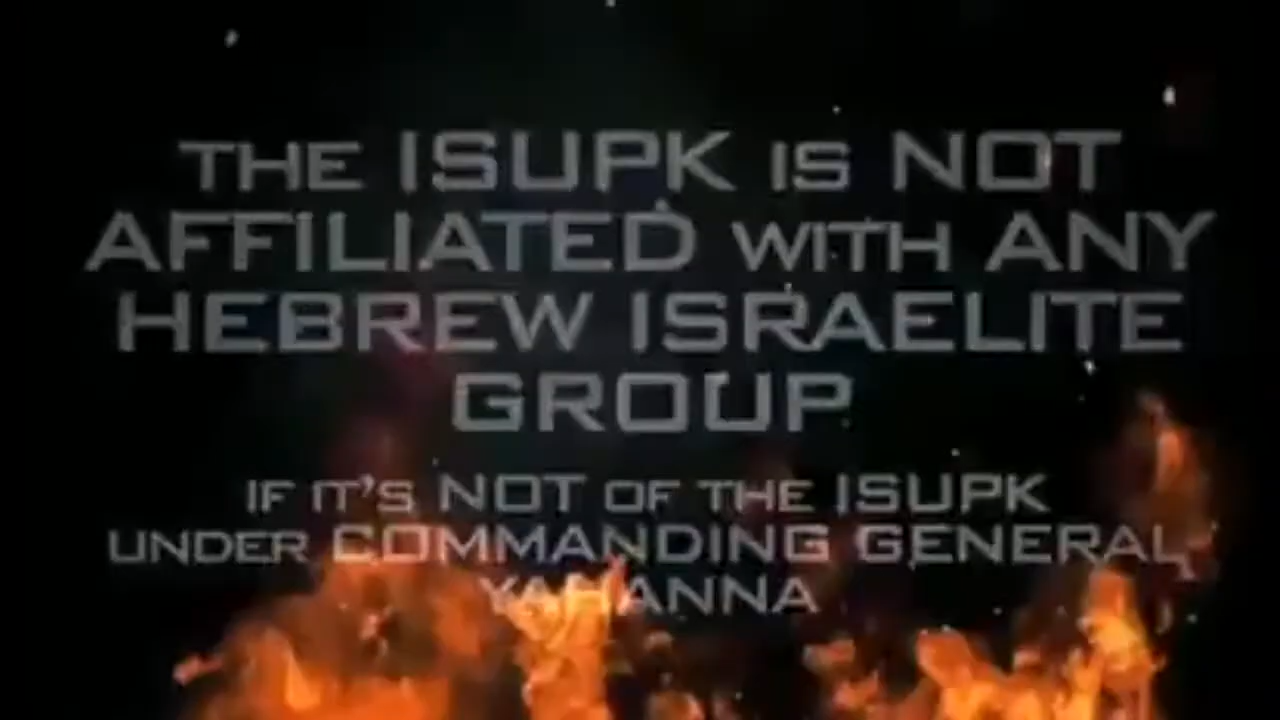 THE ISUPK IS NOT
AFFILIATED WITH ANY
HEBREW ISRAELITE
GROUP
IF IT'S NOT OF THE ISUPK
UNDER COMMANDING GENERAL
YAHANNA